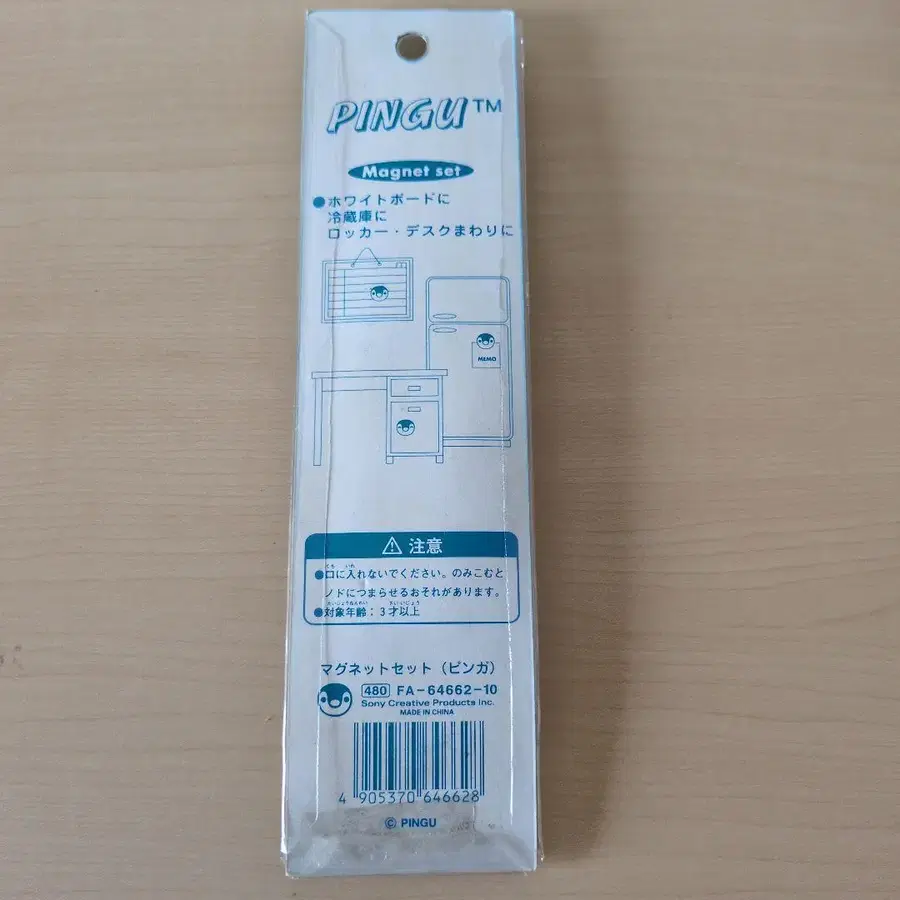 PINGU™
Magnet set
●ホワイトボードに
冷蔵庫に
ロッカー・デスクまわりに
MEMO
⚠ 注意
●口に入れないでください。のみこむと
ノドにつまらせるおそれがあります。
●対象年齢：3才以上
マグネットセット（ピンガ）
480 FA-64662-10
Sony Creative Products Inc.
MADE IN CHINA
4 905370 646628
© PINGU